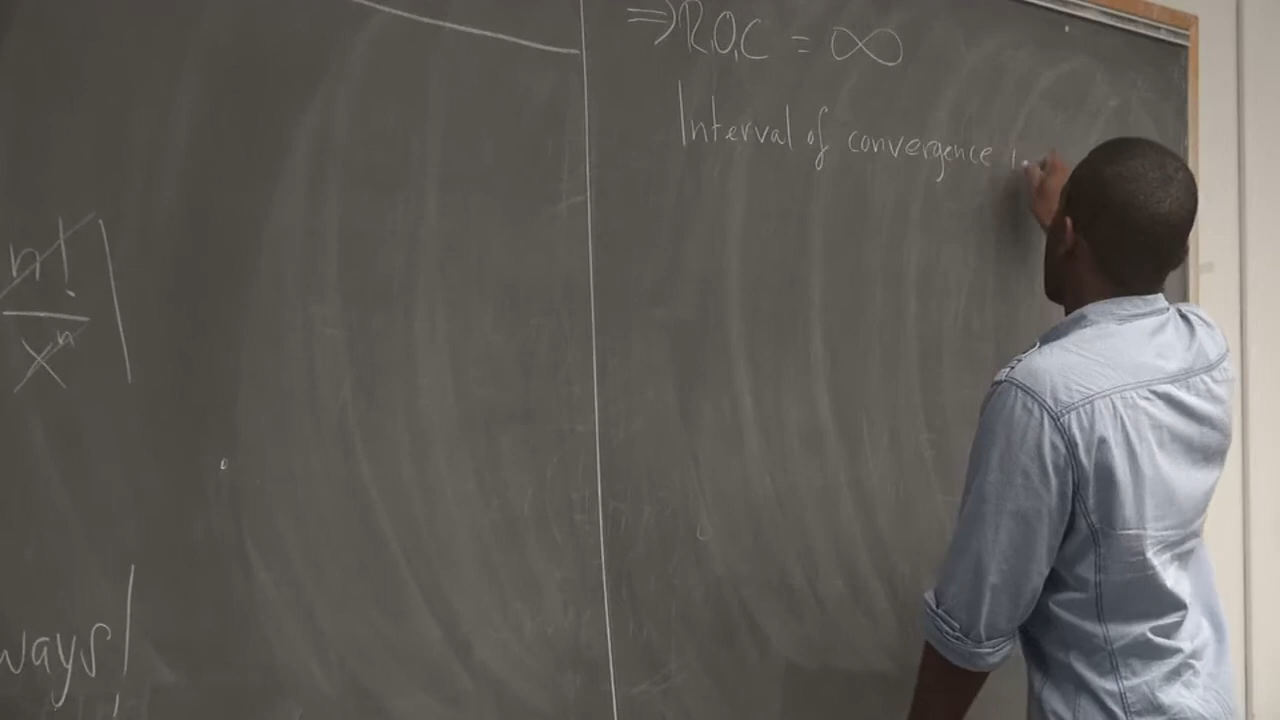 ⇒R.O.C = ∞
Interval of convergence
n!
xⁿ
ways!